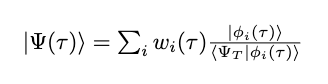 |Ψ(τ)⟩ = ∑_i w_i(τ) |ϕ_i(τ)⟩ / ⟨Ψ_T|ϕ_i(τ)⟩